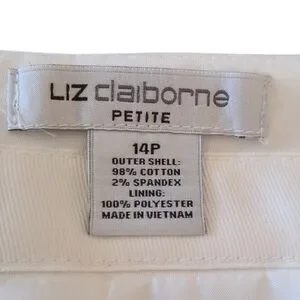 LIZ claiborne
PETITE
14P
OUTER SHELL:
98% COTTON
2% SPANDEX
LINING:
100% POLYESTER
MADE IN VIETNAM